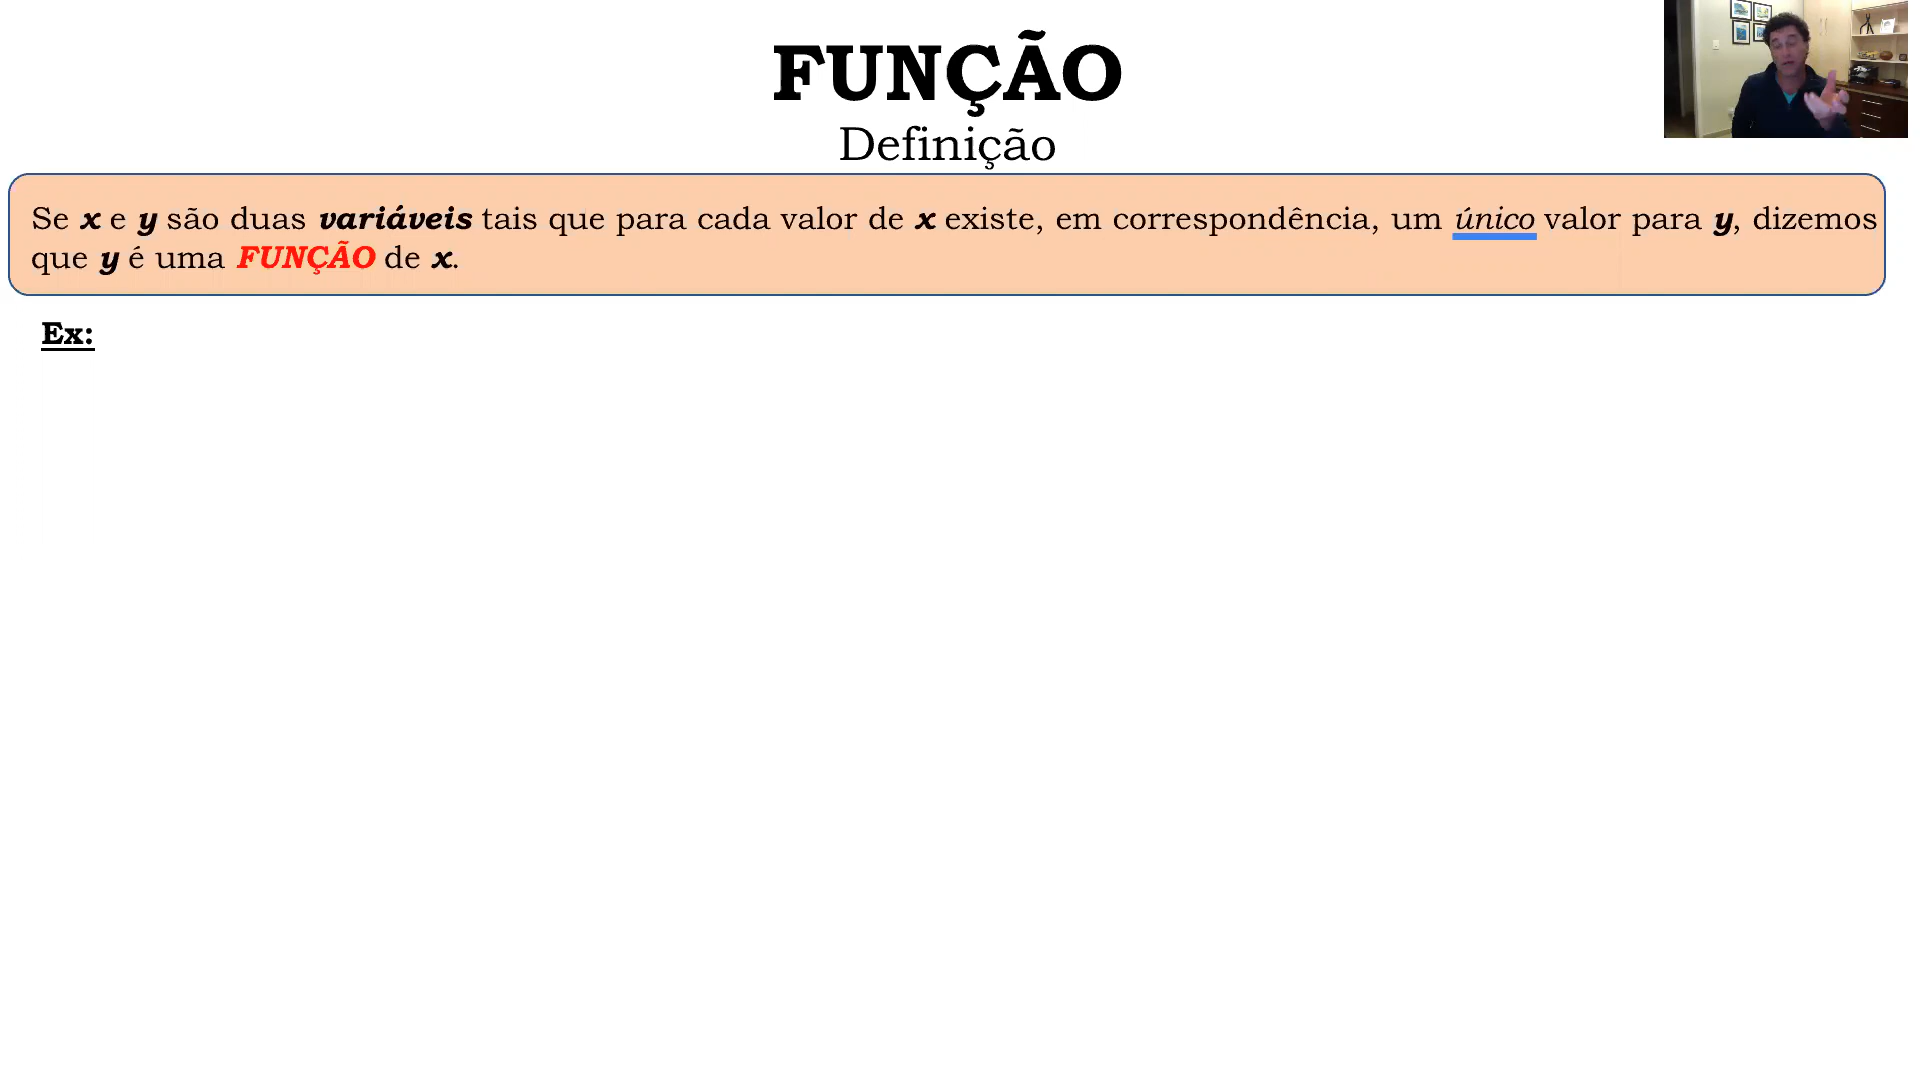 FUNÇÃO
Definição
Se x e y são duas variáveis tais que para cada valor de x existe, em correspondência, um único valor para y, dizemos
que y é uma FUNÇÃO de x.
Ex: